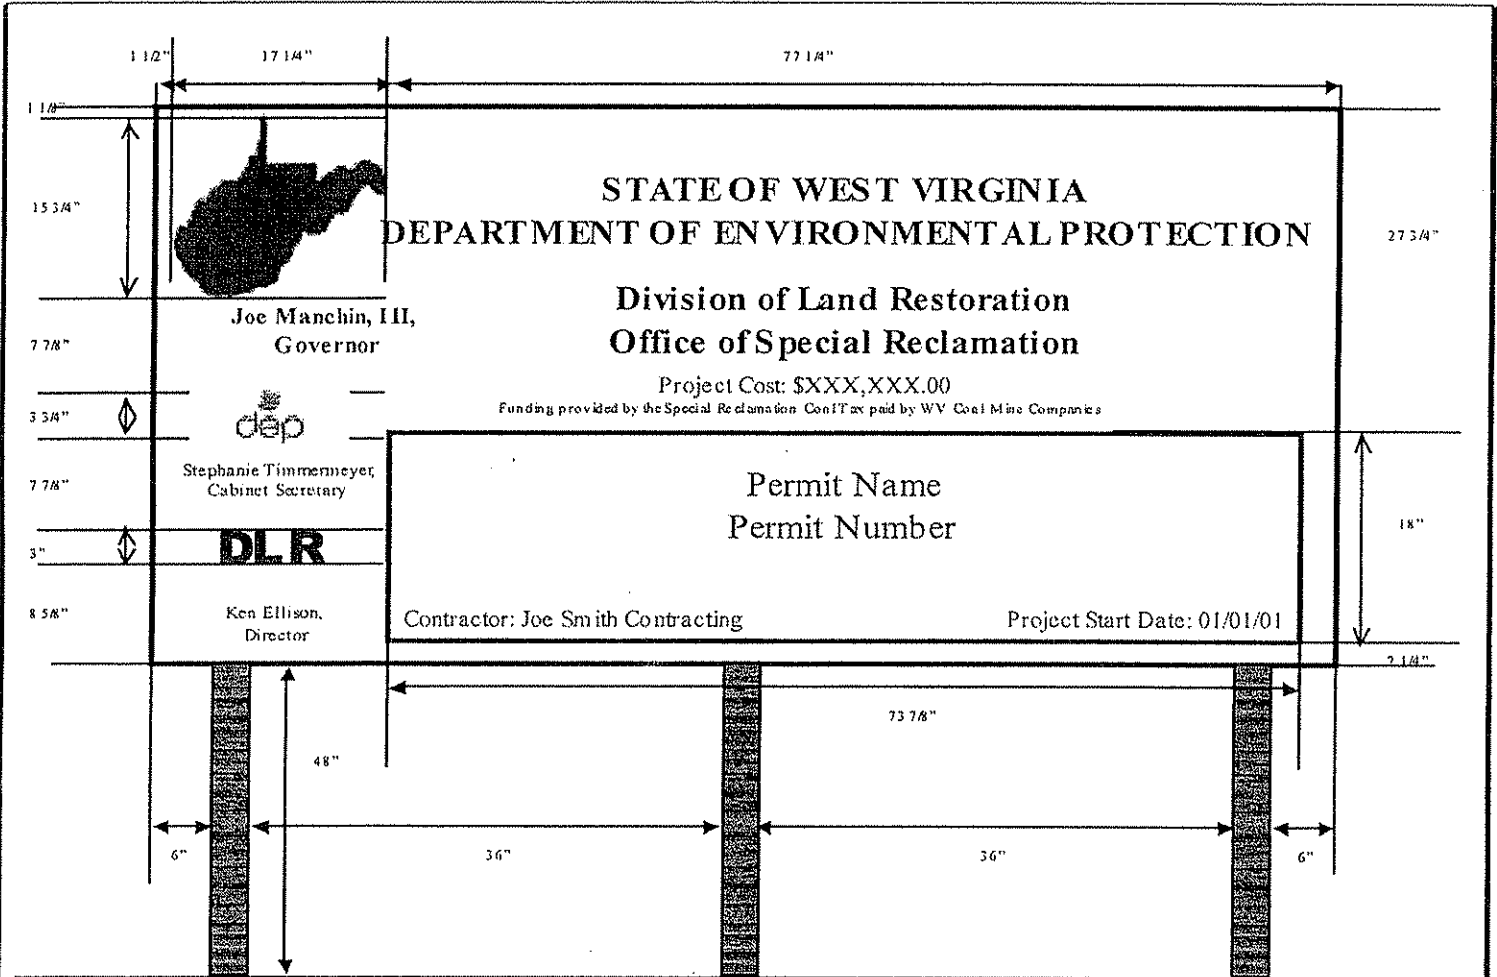 1 1/2" 17 1/4" 77 1/4"
1 1/8"
15 3/4"
STATE OF WEST VIRGINIA
DEPARTMENT OF ENVIRONMENTAL PROTECTION
27 3/4"
Division of Land Restoration
Office of Special Reclamation
Joe Manchin, III,
Governor
7 7/8"
Project Cost: $XXX,XXX.00
Funding provided by the Special Reclamation Coal Tax paid by WV Coal Mine Companies
3 3/4"
dep
Stephanie Timmermeyer,
Cabinet Secretary
7 7/8"
Permit Name
Permit Number
18"
3"
DLR
8 5/8"
Ken Ellison,
Director
Contractor: Joe Smith Contracting Project Start Date: 01/01/01
2 1/4"
73 7/8"
48"
6" 36" 36" 6"